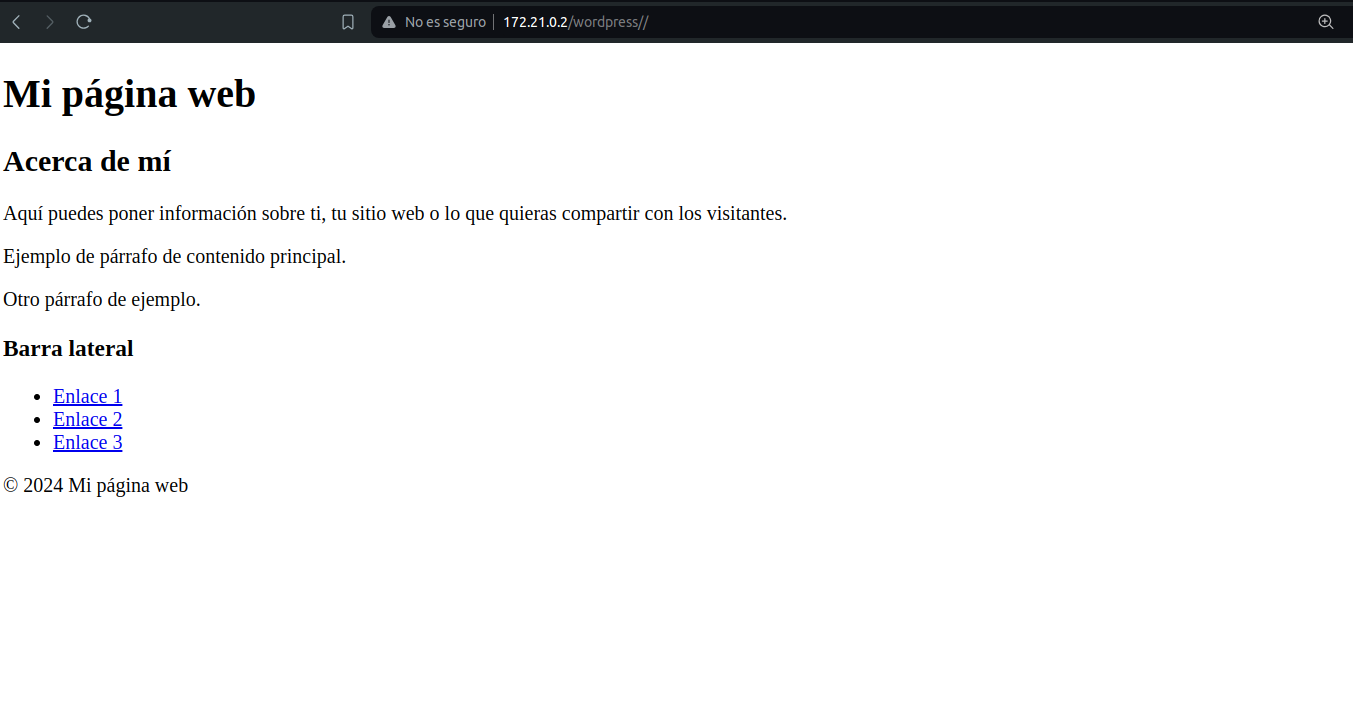 No es seguro 172.21.0.2/wordpress//
Mi página web
Acerca de mí
Aquí puedes poner información sobre ti, tu sitio web o lo que quieras compartir con los visitantes.
Ejemplo de párrafo de contenido principal.
Otro párrafo de ejemplo.
Barra lateral
Enlace 1
Enlace 2
Enlace 3
© 2024 Mi página web